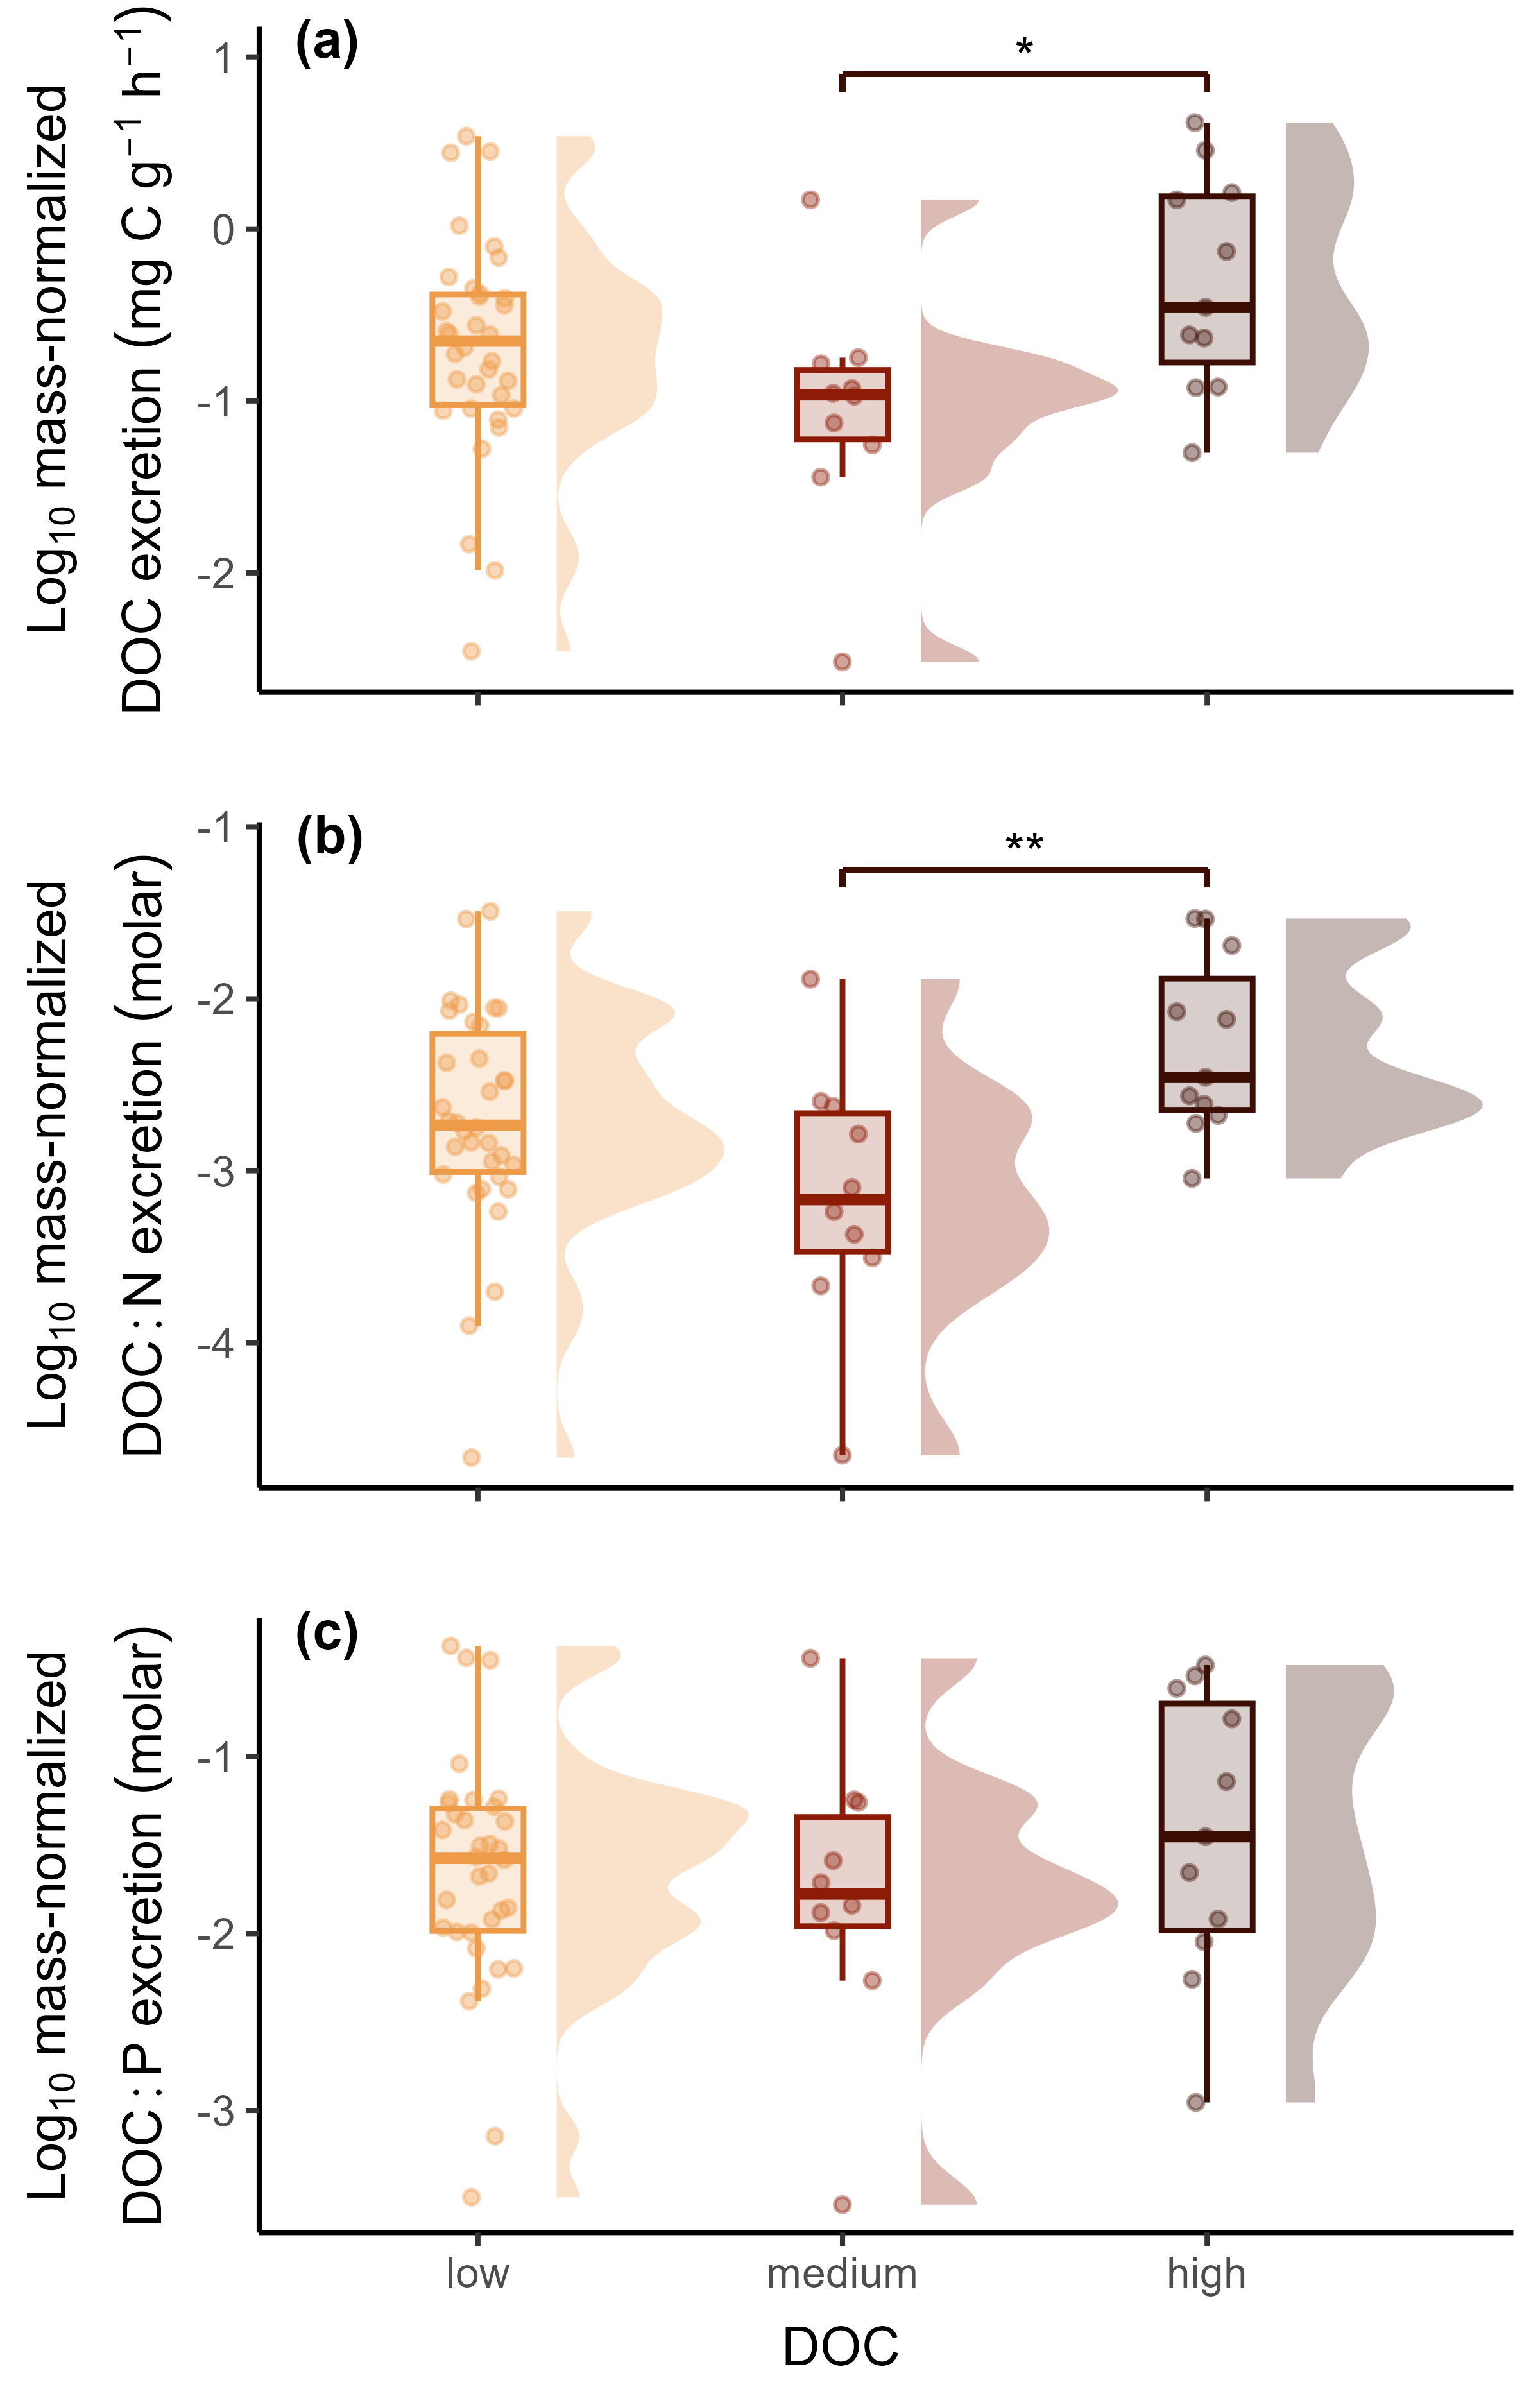 (a)
Log₁₀ mass-normalized
DOC excretion (mg C g⁻¹ h⁻¹)
1
0
-1
-2
*
(b)
Log₁₀ mass-normalized
DOC:N excretion (molar)
-1
-2
-3
-4
**
(c)
Log₁₀ mass-normalized
DOC:P excretion (molar)
-1
-2
-3
low medium high
DOC